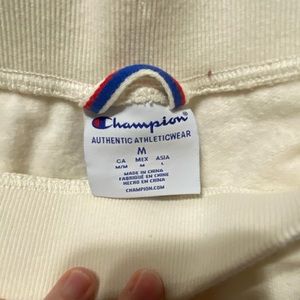 Champion
AUTHENTIC ATHLETICWEAR
M
CA MEX ASIA
M/M M L
MADE IN CHINA
FABRIQUÉ EN CHINE
HECHO EN CHINA
CHAMPION.COM